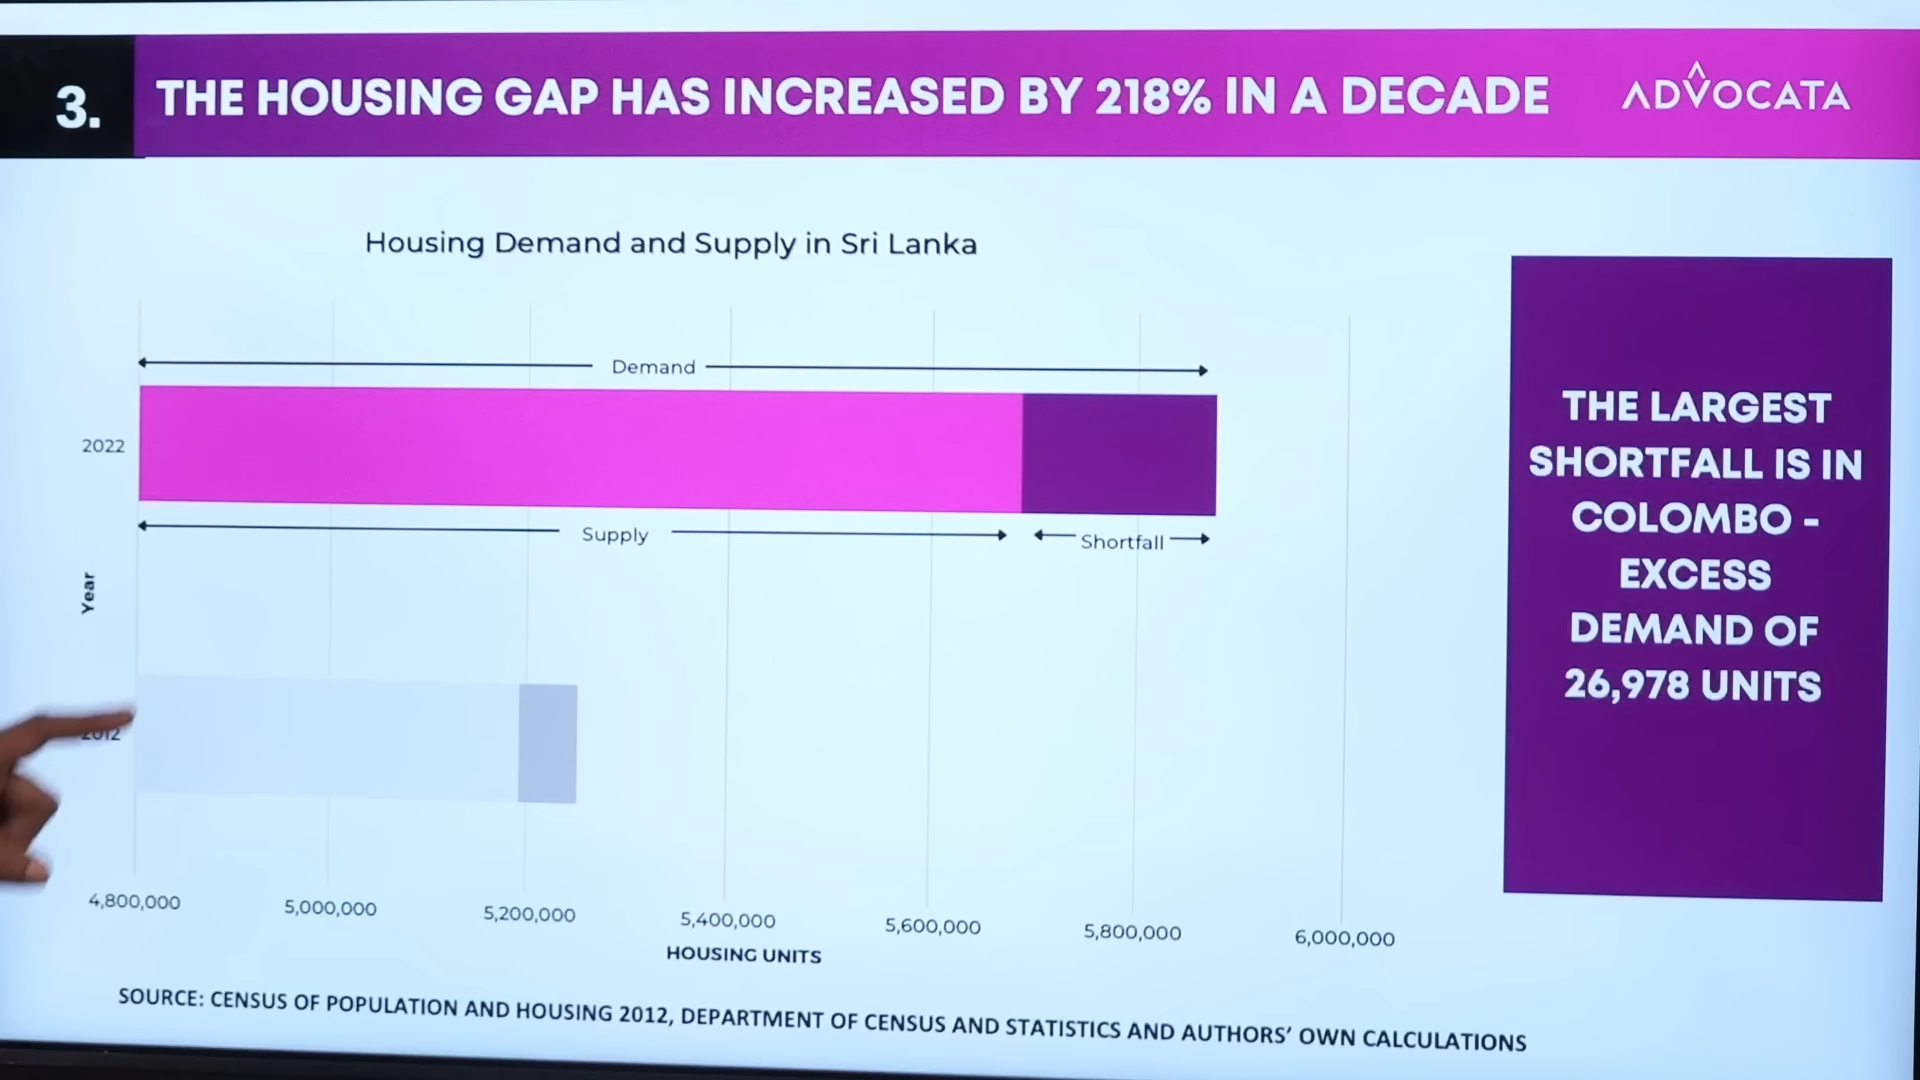 3.
THE HOUSING GAP HAS INCREASED BY 218% IN A DECADE
ADVOCATA
Housing Demand and Supply in Sri Lanka
Demand
2022
Supply
Shortfall
Year
2012
4,800,000
5,000,000
5,200,000
5,400,000
5,600,000
5,800,000
6,000,000
HOUSING UNITS
SOURCE: CENSUS OF POPULATION AND HOUSING 2012, DEPARTMENT OF CENSUS AND STATISTICS AND AUTHORS' OWN CALCULATIONS
THE LARGEST
SHORTFALL IS IN
COLOMBO -
EXCESS
DEMAND OF
26,978 UNITS